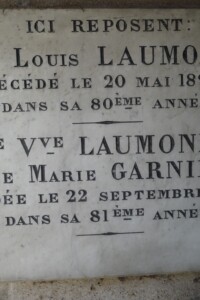 ICI REPOSENT:
LOUIS LAUMO
ÉCÉDÉ LE 20 MAI 18
DANS SA 80ÈME ANNÉ
E VVE LAUMON
E MARIE GARNI
ÉE LE 22 SEPTEMBRE
DANS SA 81ÈME ANNÉ